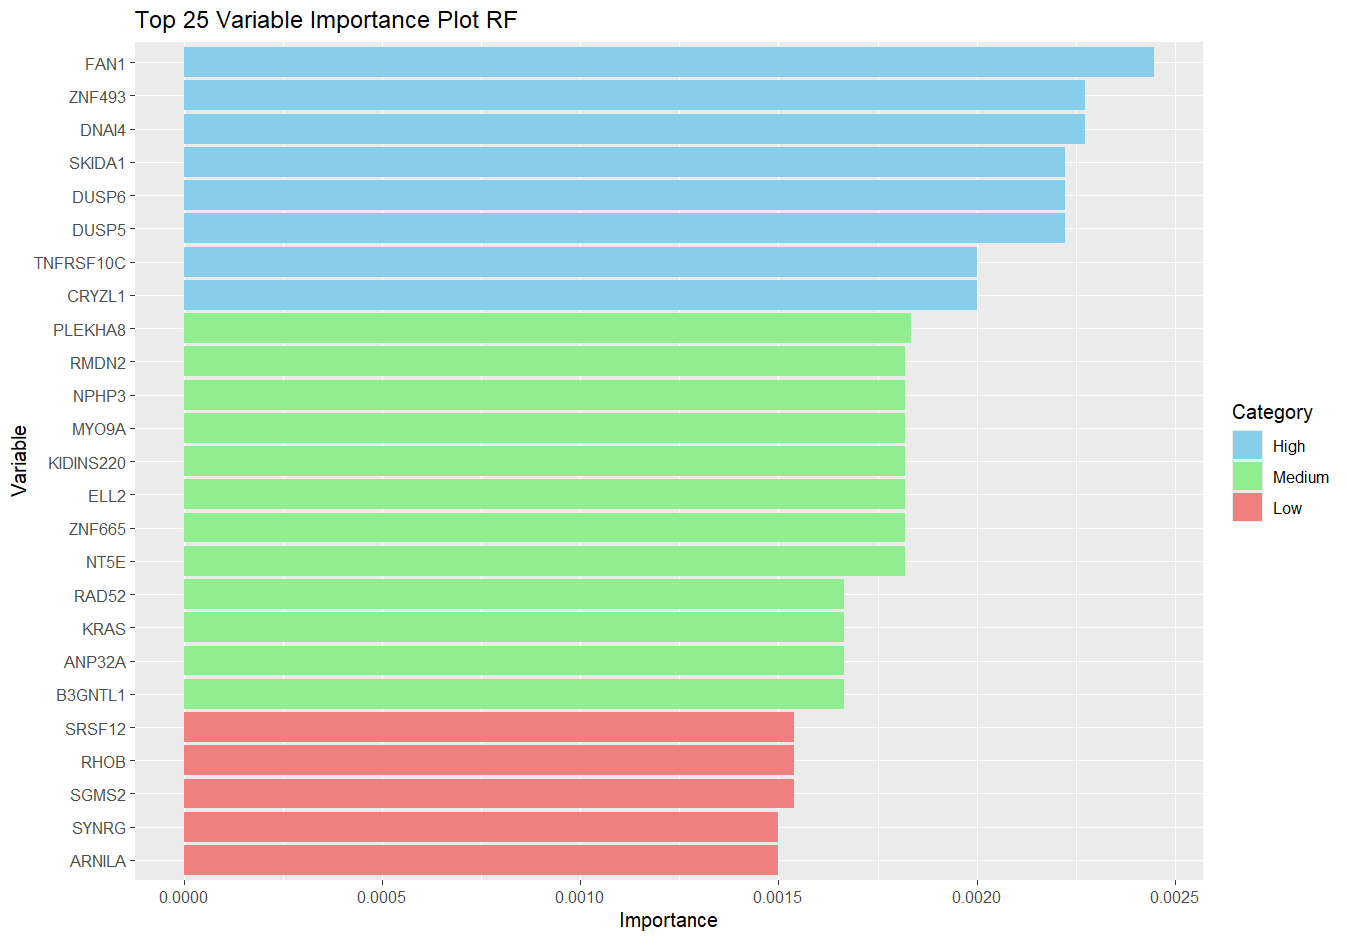 Top 25 Variable Importance Plot RF
FAN1
ZNF493
DNAI4
SKIDA1
DUSP6
DUSP5
TNFRSF10C
CRYZL1
PLEKHA8
RMDN2
NPHP3
MYO9A
KIDINS220
ELL2
ZNF665
NT5E
RAD52
KRAS
ANP32A
B3GNTL1
SRSF12
RHOB
SGMS2
SYNRG
ARNILA
Variable
0.0000 0.0005 0.0010 0.0015 0.0020 0.0025
Importance
Category
High
Medium
Low